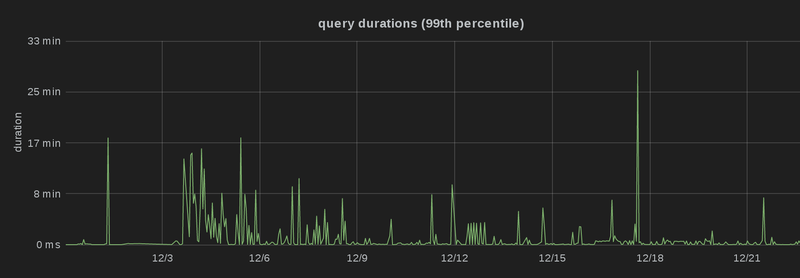 query durations (99th percentile)
33 min
25 min
17 min
8 min
0 ms
duration
12/3
12/6
12/9
12/12
12/15
12/18
12/21